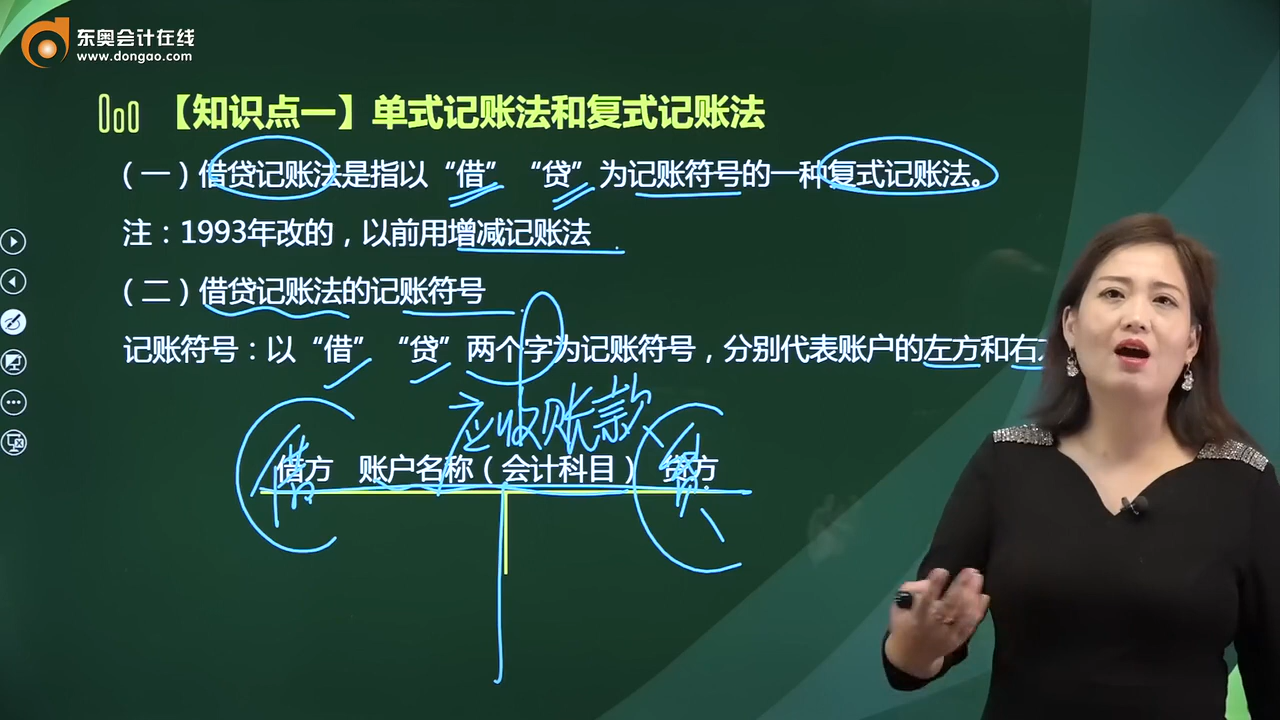 东奥会计在线
www.dongao.com
【知识点一】单式记账法和复式记账法
（一）借贷记账法是指以“借”“贷”为记账符号的一种复式记账法。
注：1993年改的，以前用增减记账法
（二）借贷记账法的记账符号
记账符号：以“借”“贷”两个字为记账符号，分别代表账户的左方和右
应收账款
借 贷
借方 账户名称（会计科目） 贷方